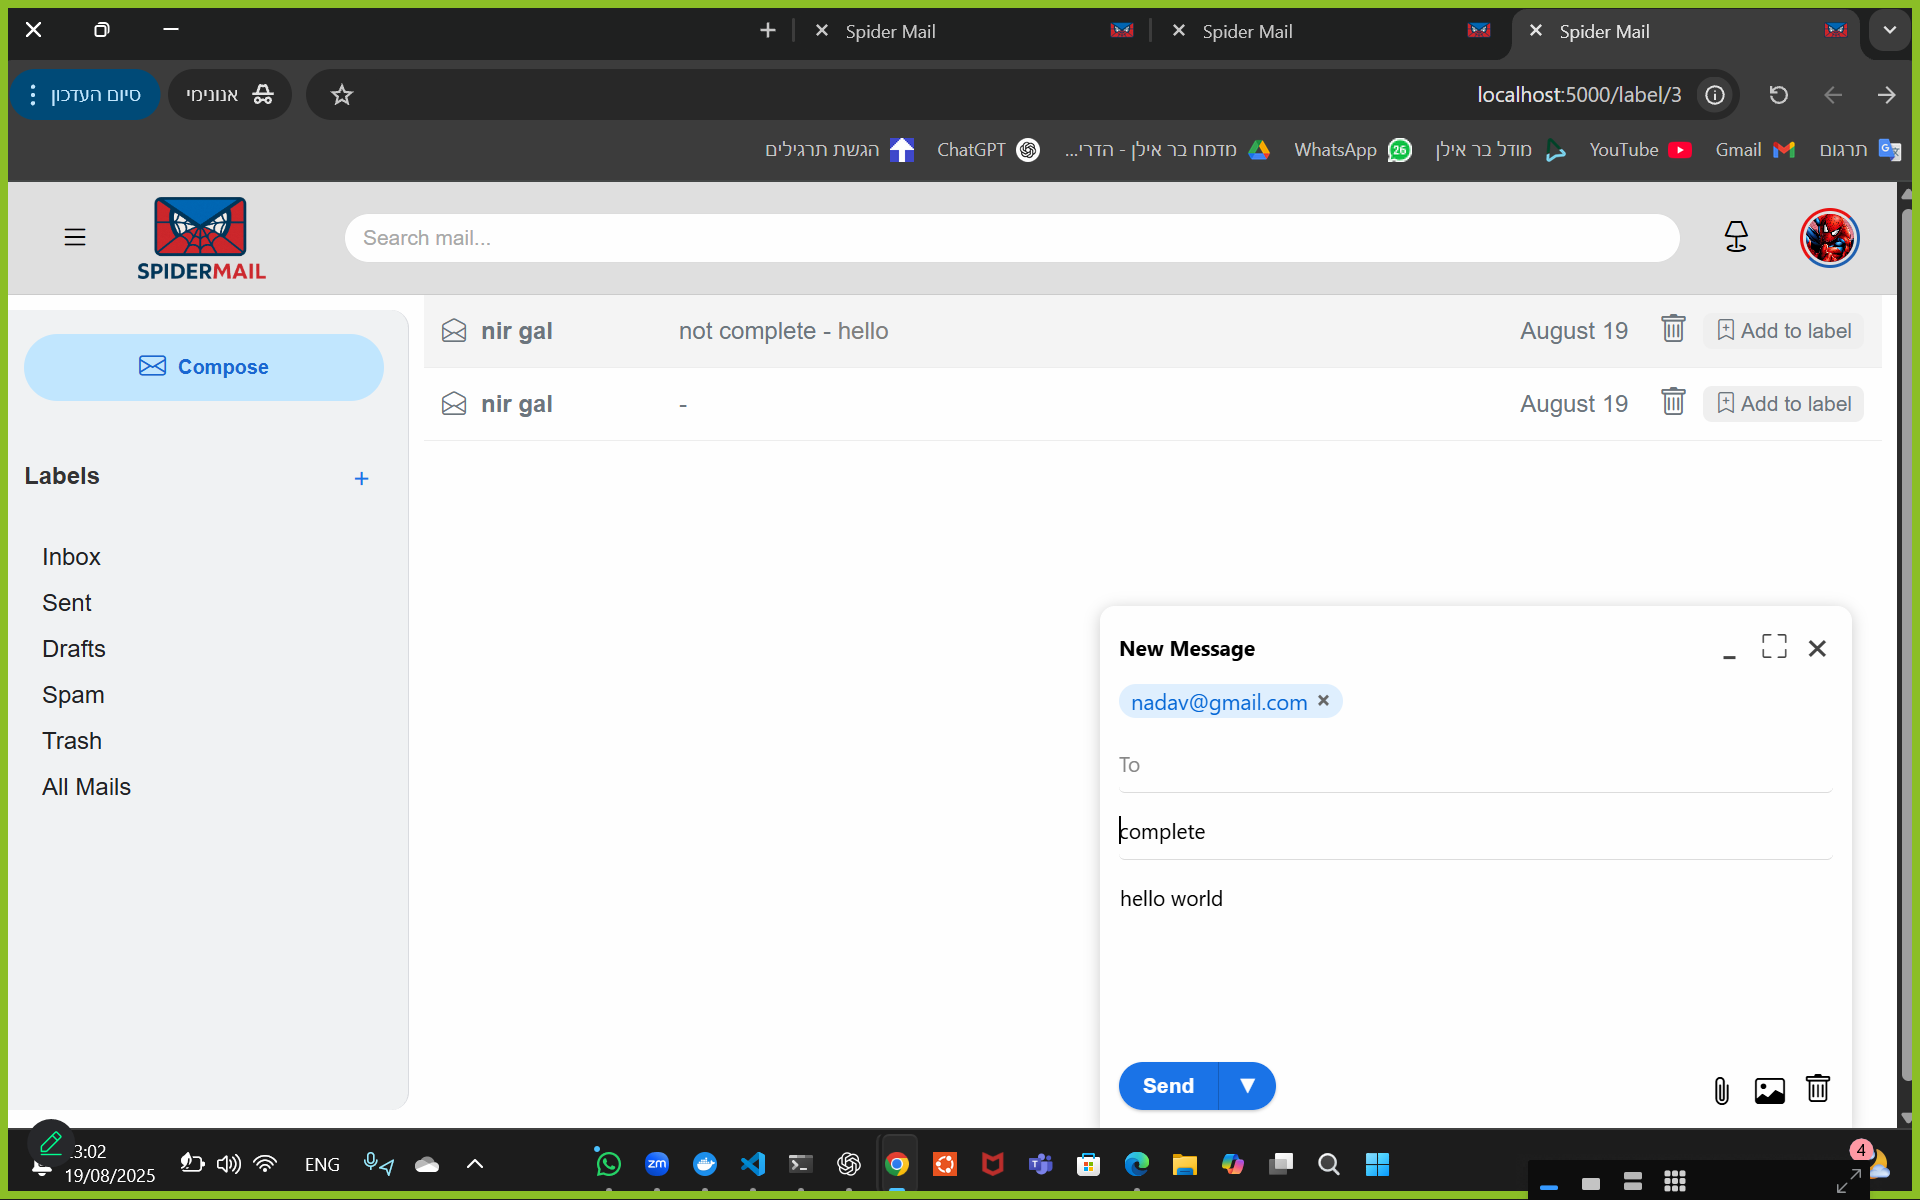 Spider Mail
Spider Mail
Spider Mail
סיום העדכון
אנונימי
localhost:5000/label/3
הגשת תרגילים
ChatGPT
מדמח בר אילן - הדרי...
WhatsApp
26
מודל בר אילן
YouTube
Gmail
תרגום
SPIDERMAIL
Search mail...
Compose
Labels
+
Inbox
Sent
Drafts
Spam
Trash
All Mails
nir gal not complete - hello August 19 Add to label
nir gal - August 19 Add to label
New Message
nadav@gmail.com ×
To
complete
hello world
Send
3:02
19/08/2025
ENG
zm
4